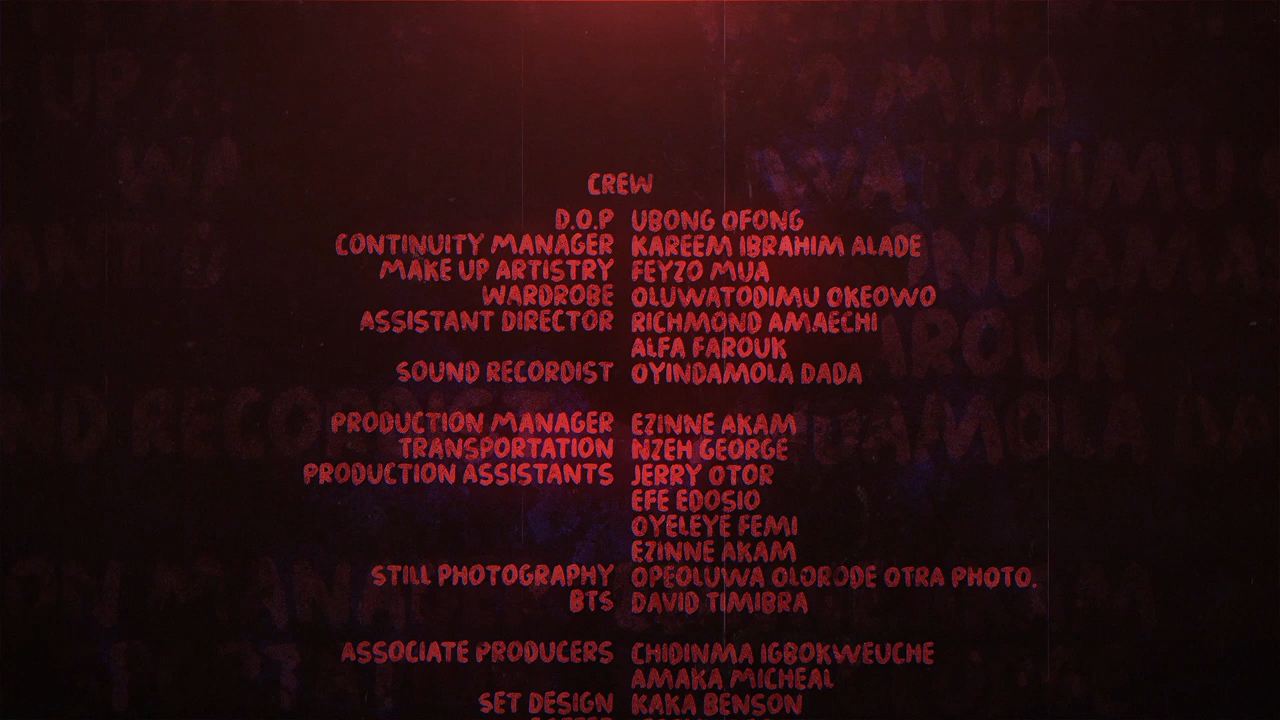 CREW
D.O.P UBONG OFONG
CONTINUITY MANAGER KAREEM IBRAHIM ALADE
MAKE UP ARTISTRY FEYZO MUA
WARDROBE OLUWATODIMU OKEOWO
ASSISTANT DIRECTOR RICHMOND AMAECHI
ALFA FAROUK
SOUND RECORDIST OYINDAMOLA DADA
PRODUCTION MANAGER EZINNE AKAM
TRANSPORTATION NZEH GEORGE
PRODUCTION ASSISTANTS JERRY OTOR
EFE EDOSIO
OYELEYE FEMI
EZINNE AKAM
STILL PHOTOGRAPHY OPEOLUWA OLORODE OTRA PHOTO.
BTS DAVID TIMIBRA
ASSOCIATE PRODUCERS CHIDINMA IGBOKWEUCHE
AMAKA MICHEAL
SET DESIGN KAKA BENSON